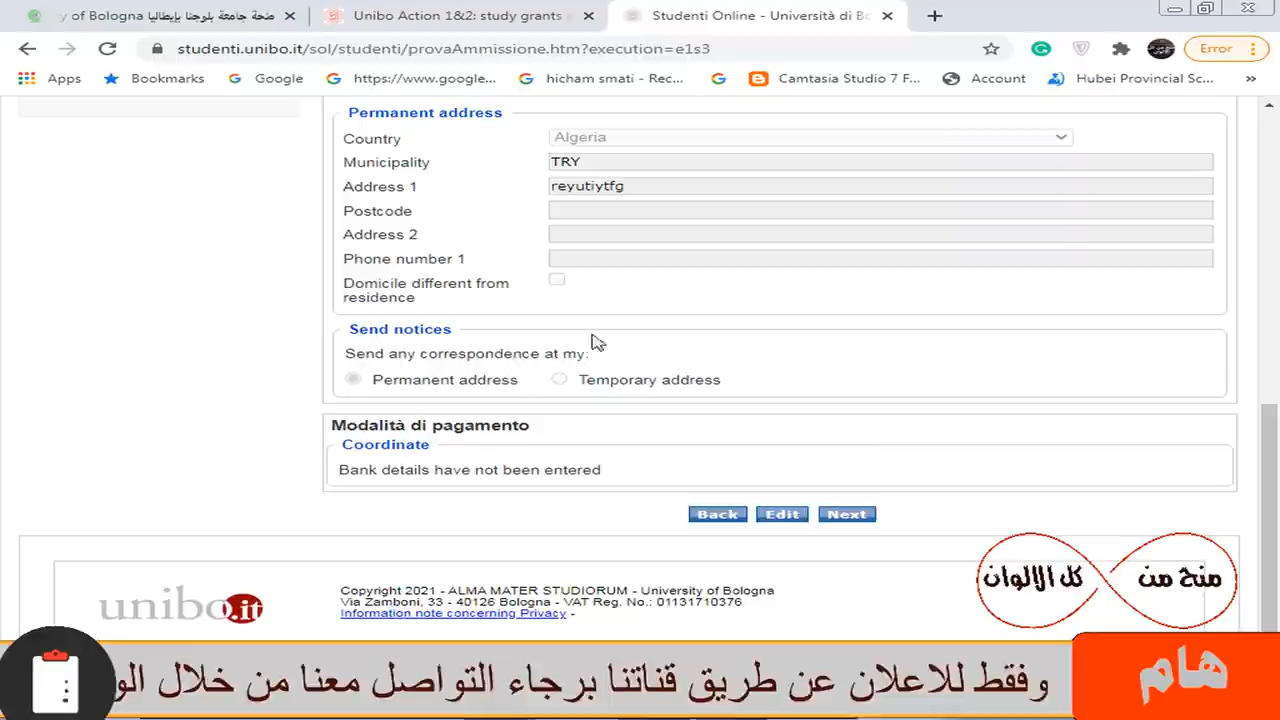 y of Bologna منحة جامعة بلوجنا بإيطاليا
Unibo Action 1&2: study grants
Studenti Online - Università di Bo
studenti.unibo.it/sol/studenti/provaAmmissione.htm?execution=e1s3
Error
Apps
Bookmarks
Google
https://www.google...
hicham smati - Rec...
Camtasia Studio 7 F...
Account
Hubei Provincial Sc...
»
Permanent address
Country
Algeria
Municipality
TRY
Address 1
reyutiytfg
Postcode
Address 2
Phone number 1
Domicile different from
residence
Send notices
Send any correspondence at my:
Permanent address
Temporary address
Modalità di pagamento
Coordinate
Bank details have not been entered
Back Edit Next
unibo.it
Copyright 2021 - ALMA MATER STUDIORUM - University of Bologna
Via Zamboni, 33 - 40126 Bologna - VAT Reg. No.: 01131710376
Information note concerning Privacy -
منح من كل الالوان
هام
وفقط للاعلان عن طريق قناتنا برجاء التواصل معنا من خلال الو